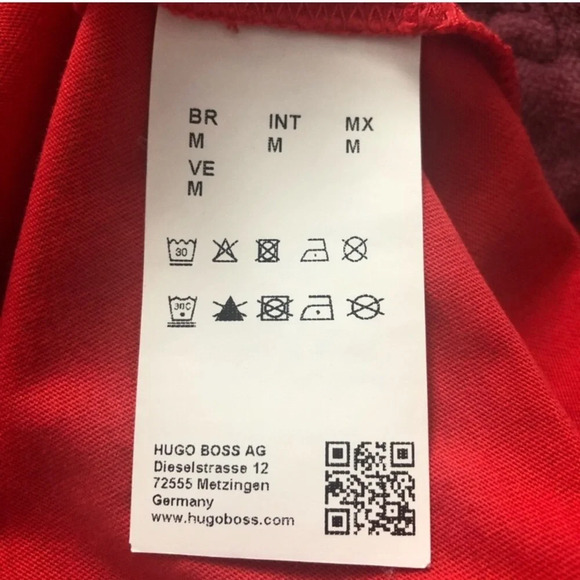 BR INT MX
M M M
VE
M
30
30C
HUGO BOSS AG
Dieselstrasse 12
72555 Metzingen
Germany
www.hugoboss.com